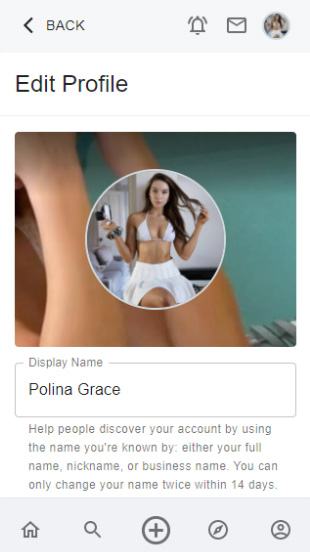 BACK
Edit Profile
Display Name
Polina Grace
Help people discover your account by using
the name you're known by: either your full
name, nickname, or business name. You can
only change your name twice within 14 days.